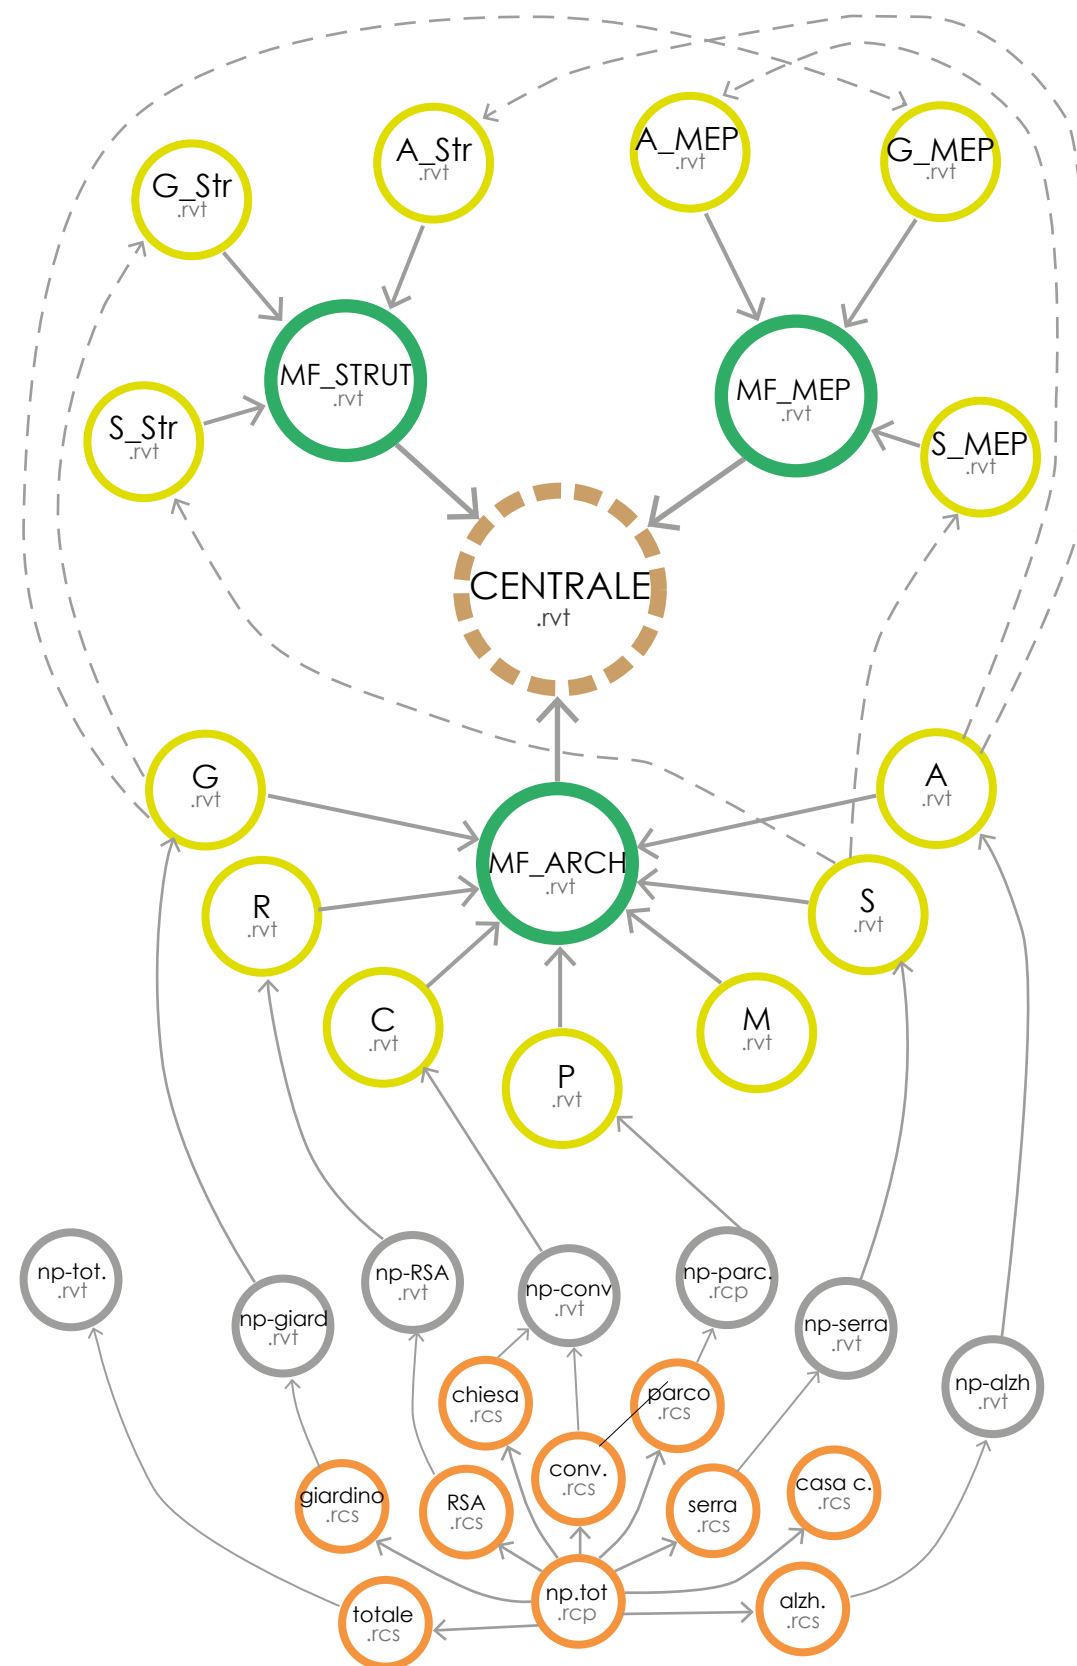 A_Str
.rvt
A_MEP
.rvt
G_MEP
.rvt
G_Str
.rvt
MF_STRUT
.rvt
MF_MEP
.rvt
S_Str
.rvt
S_MEP
.rvt
CENTRALE
.rvt
G
.rvt
A
.rvt
MF_ARCH
.rvt
R
.rvt
S
.rvt
C
.rvt
M
.rvt
P
.rvt
np-tot.
.rvt
np-RSA
.rvt
np-conv
.rvt
np-parc.
.rcp
np-giard
.rvt
np-serra
.rvt
np-alzh
.rvt
chiesa
.rcs
parco
.rcs
conv.
.rcs
casa c.
.rcs
giardino
.rcs
RSA
.rcs
serra
.rcs
np.tot
.rcp
totale
.rcs
alzh.
.rcs